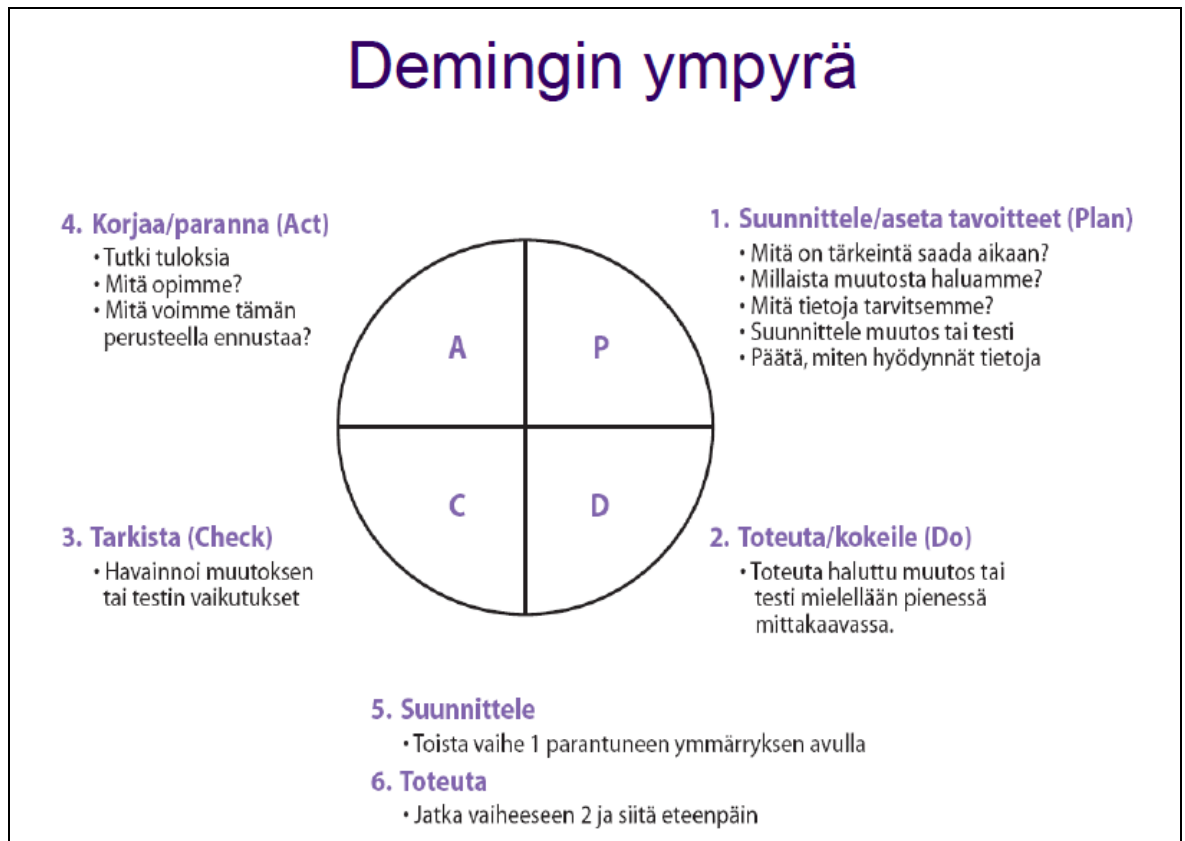 Demingin ympyrä
4. Korjaa/paranna (Act)
• Tutki tuloksia
• Mitä opimme?
• Mitä voimme tämän
perusteella ennustaa?
1. Suunnittele/aseta tavoitteet (Plan)
• Mitä on tärkeintä saada aikaan?
• Millaista muutosta haluamme?
• Mitä tietoja tarvitsemme?
• Suunnittele muutos tai testi
• Päätä, miten hyödynnät tietoja
A
P
C
D
3. Tarkista (Check)
• Havainnoi muutoksen
tai testin vaikutukset
2. Toteuta/kokeile (Do)
• Toteuta haluttu muutos tai
testi mielellään pienessä
mittakaavassa.
5. Suunnittele
• Toista vaihe 1 parantuneen ymmärryksen avulla
6. Toteuta
• Jatka vaiheeseen 2 ja siitä eteenpäin